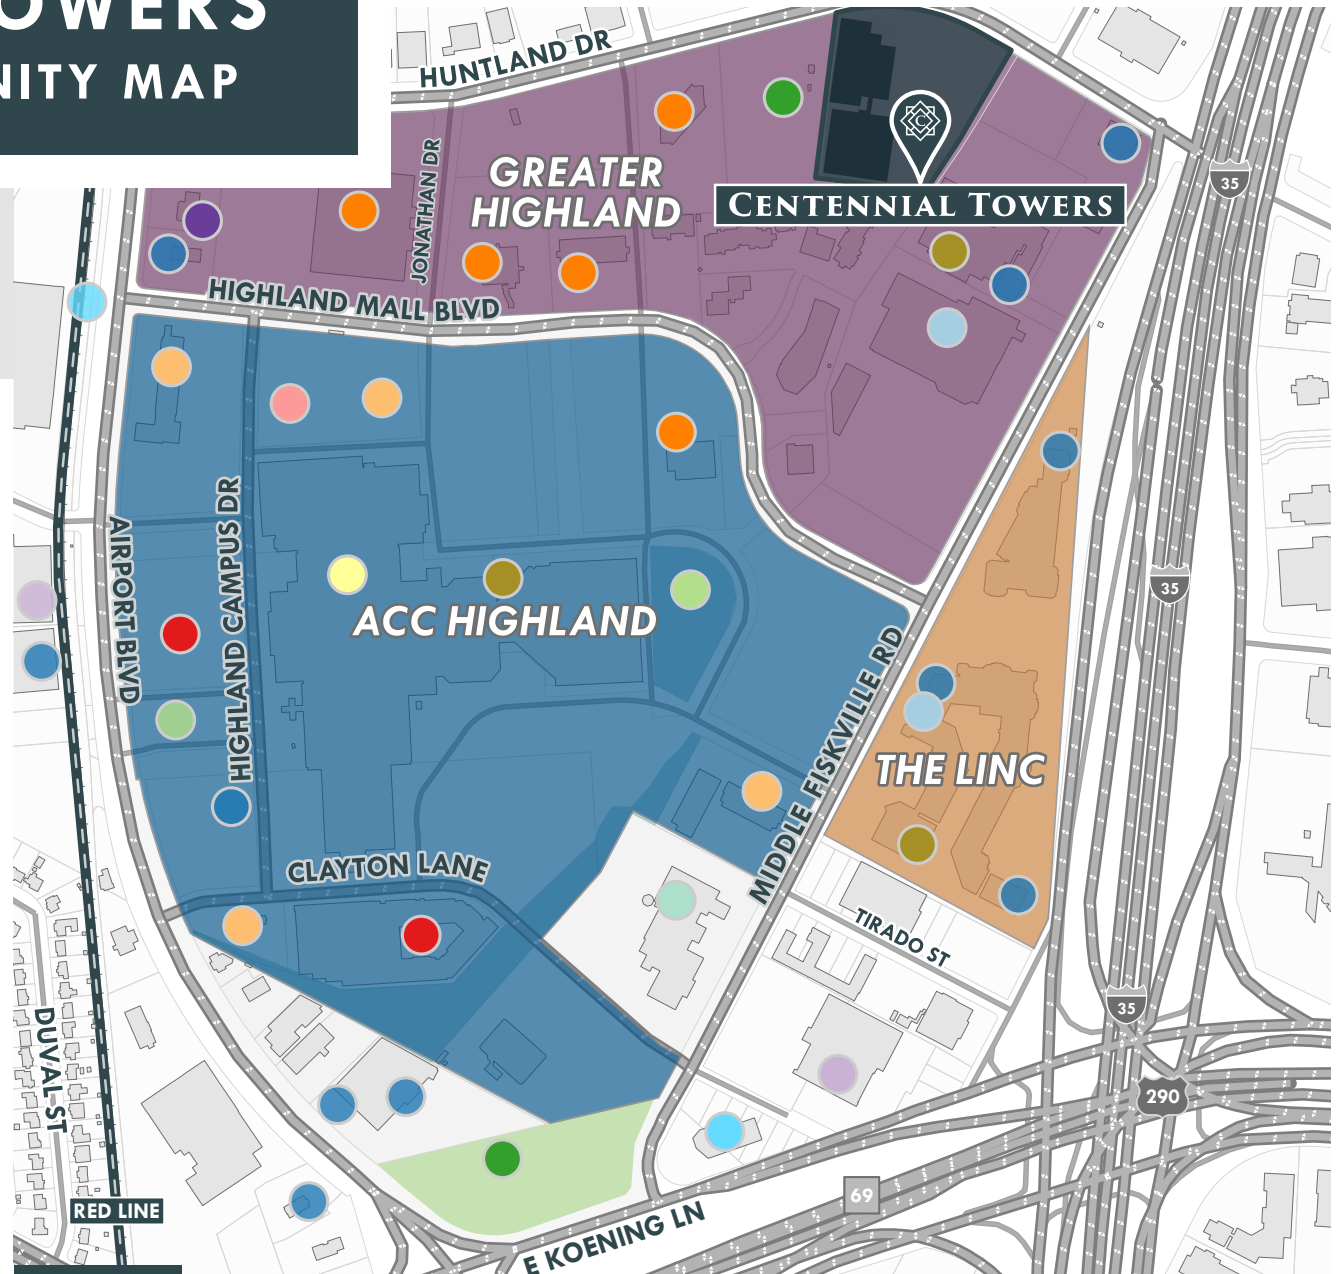 OWERS
NITY MAP
HUNTLAND DR
35
JONATHAN DR
GREATER
HIGHLAND
C
CENTENNIAL TOWERS
HIGHLAND MALL BLVD
AIRPORT BLVD
HIGHLAND CAMPUS DR
ACC HIGHLAND
35
MIDDLE FISKVILLE RD
THE LINC
CLAYTON LANE
TIRADO ST
35
DUVAL ST
290
RED LINE
69
E KOENING LN